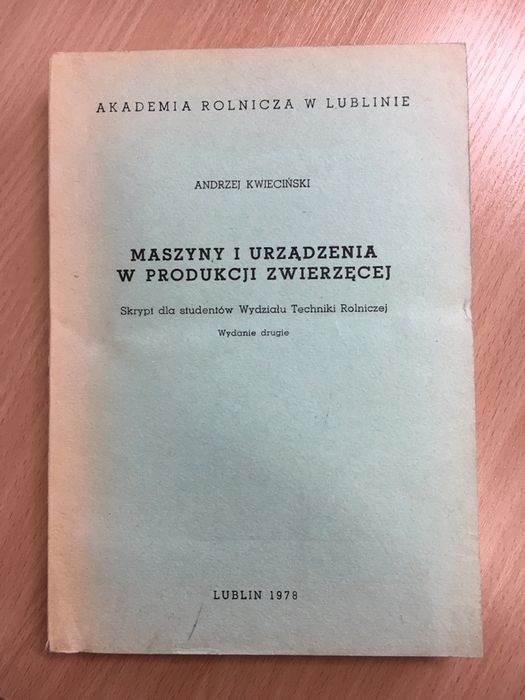 AKADEMIA ROLNICZA W LUBLINIE
ANDRZEJ KWIECIŃSKI
MASZYNY I URZĄDZENIA
W PRODUKCJI ZWIERZĘCEJ
Skrypt dla studentów Wydziału Techniki Rolniczej
Wydanie drugie
LUBLIN 1978